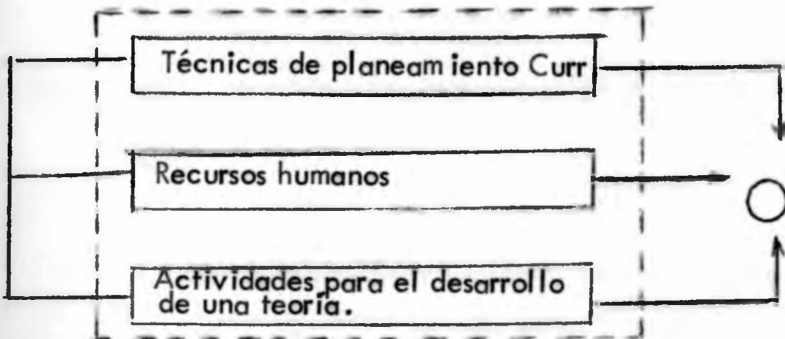 Técnicas de planeamiento Curr
Recursos humanos
Actividades para el desarrollo
de una teoría.